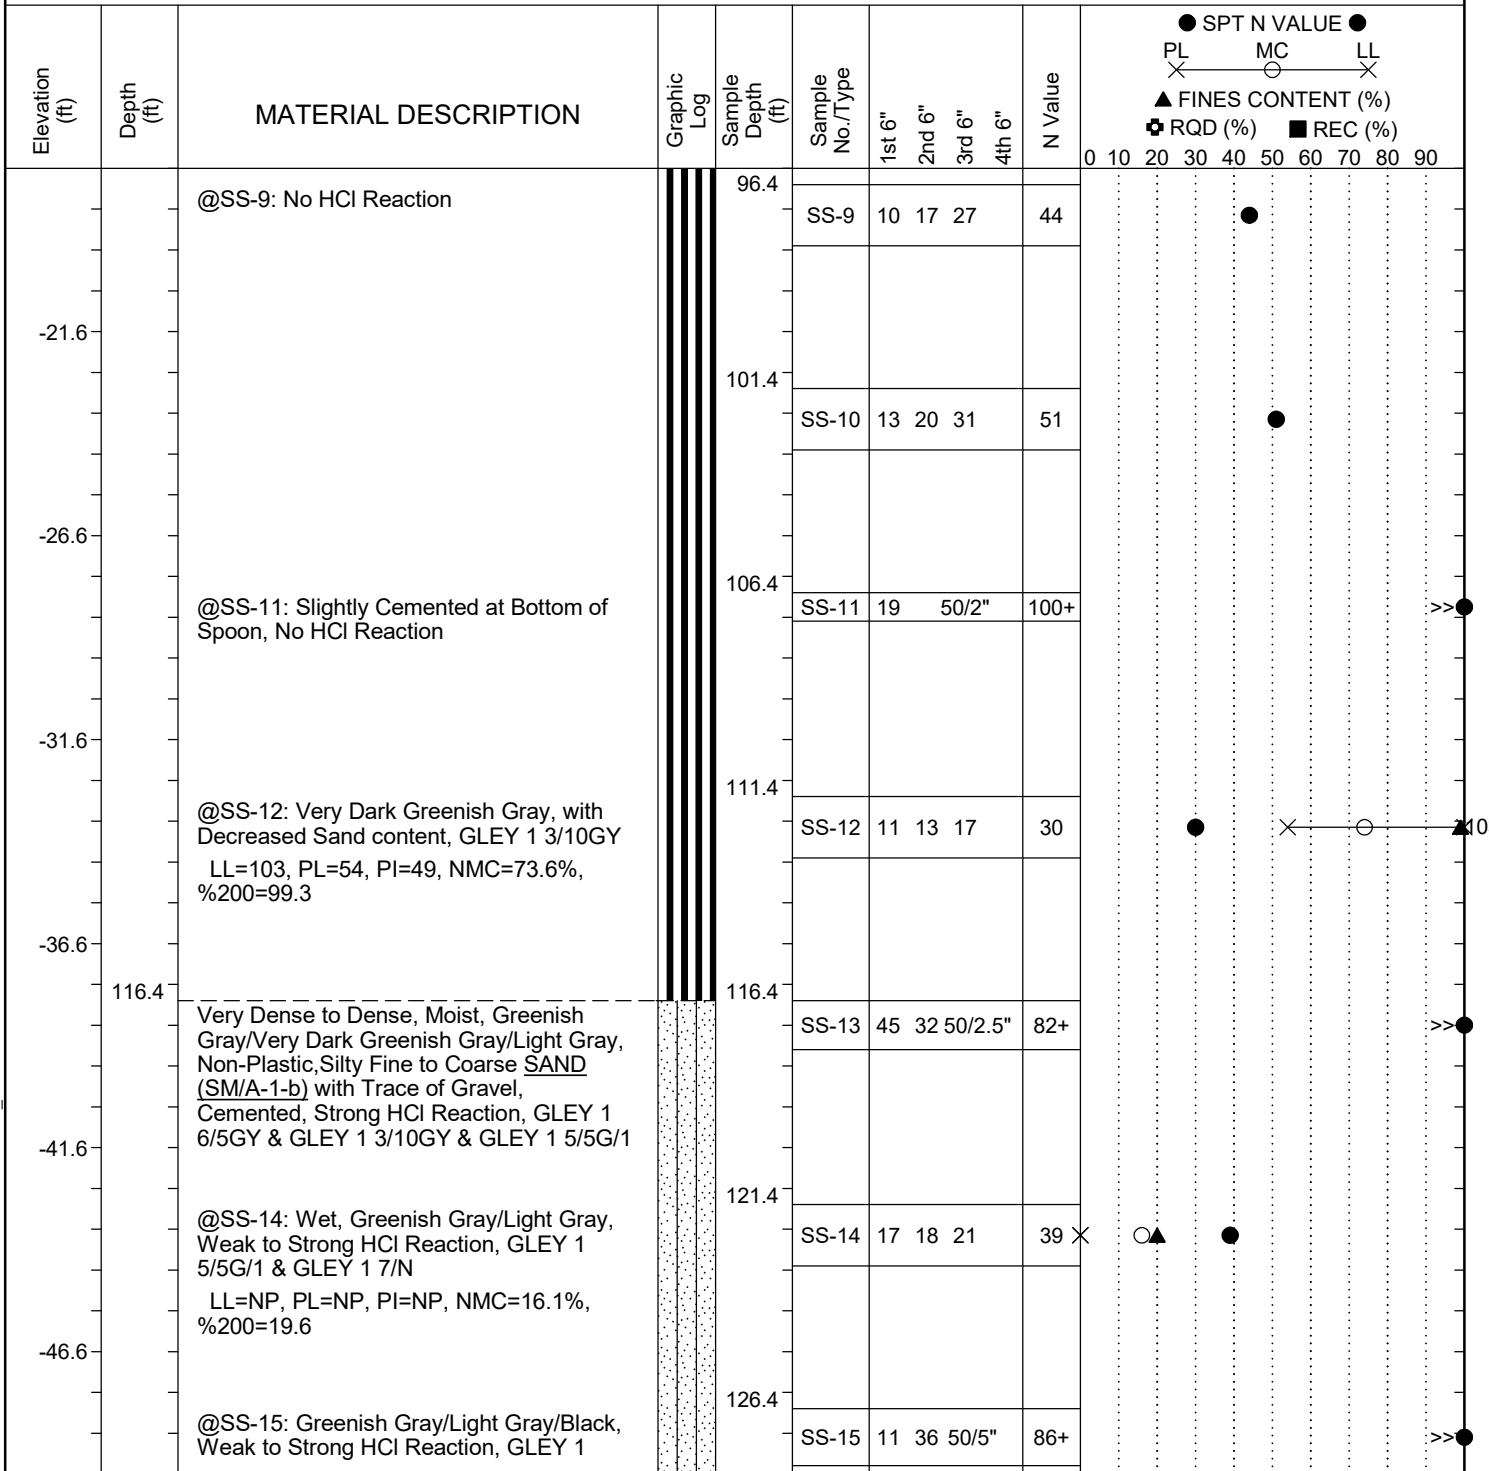 ● SPT N VALUE ●
PL MC LL
▲ FINES CONTENT (%)
RQD (%) ■ REC (%)
Elevation (ft)
Depth (ft)
MATERIAL DESCRIPTION
Graphic Log
Sample Depth (ft)
Sample No./Type
1st 6"
2nd 6"
3rd 6"
4th 6"
N Value
0 10 20 30 40 50 60 70 80 90
96.4
@SS-9: No HCl Reaction
SS-9 10 17 27 44
-21.6
101.4
SS-10 13 20 31 51
-26.6
106.4
@SS-11: Slightly Cemented at Bottom of
Spoon, No HCl Reaction
SS-11 19 50/2" 100+ >>
-31.6
111.4
@SS-12: Very Dark Greenish Gray, with
Decreased Sand content, GLEY 1 3/10GY
SS-12 11 13 17 30
LL=103, PL=54, PI=49, NMC=73.6%,
%200=99.3
-36.6
116.4 116.4
Very Dense to Dense, Moist, Greenish
Gray/Very Dark Greenish Gray/Light Gray,
Non-Plastic,Silty Fine to Coarse SAND
(SM/A-1-b) with Trace of Gravel,
Cemented, Strong HCl Reaction, GLEY 1
6/5GY & GLEY 1 3/10GY & GLEY 1 5/5G/1
SS-13 45 32 50/2.5" 82+ >>
-41.6
121.4
@SS-14: Wet, Greenish Gray/Light Gray,
Weak to Strong HCl Reaction, GLEY 1
5/5G/1 & GLEY 1 7/N
SS-14 17 18 21 39
LL=NP, PL=NP, PI=NP, NMC=16.1%,
%200=19.6
-46.6
126.4
@SS-15: Greenish Gray/Light Gray/Black,
Weak to Strong HCl Reaction, GLEY 1
SS-15 11 36 50/5" 86+ >>